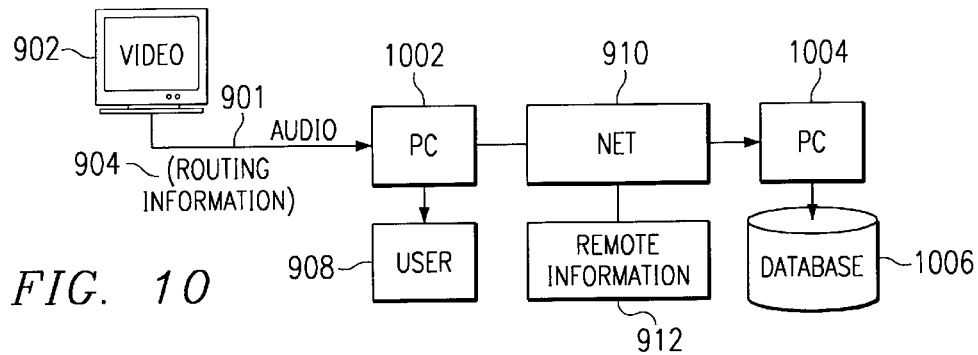 902
VIDEO
901
904
AUDIO
(ROUTING
INFORMATION)
1002
PC
908
USER
910
NET
REMOTE
INFORMATION
912
1004
PC
DATABASE
1006
FIG. 10